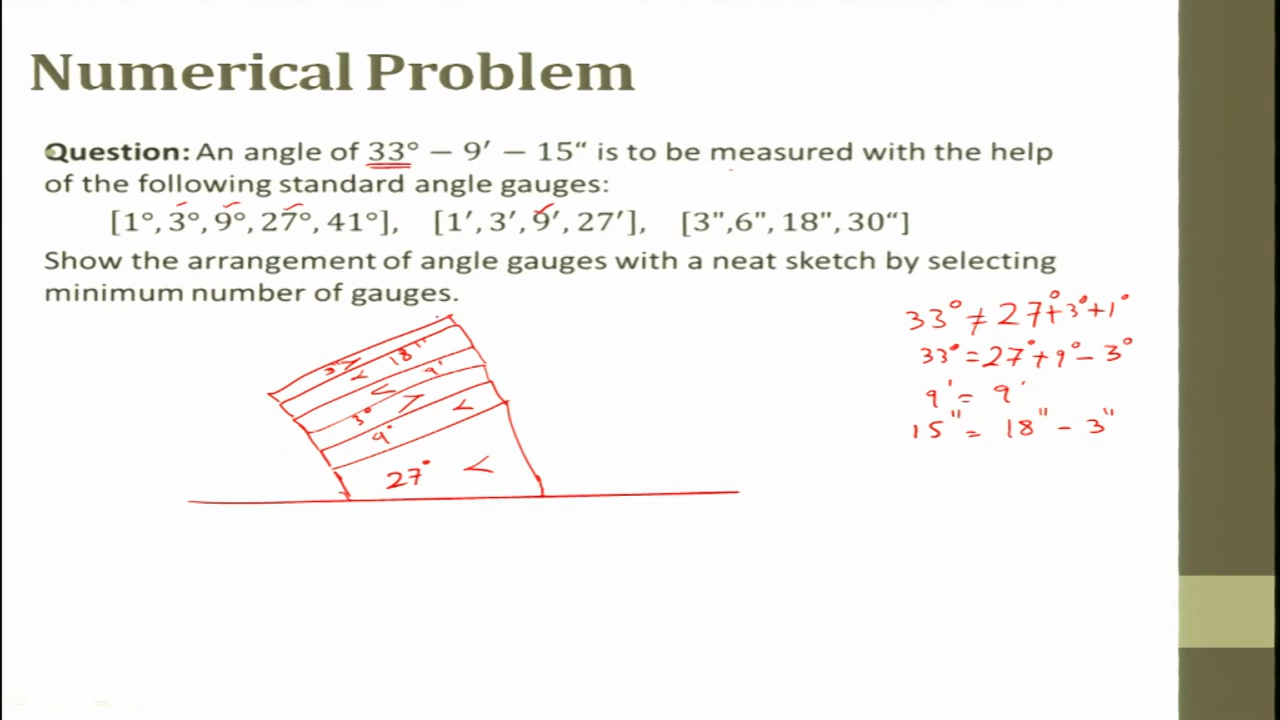 Numerical Problem
Question: An angle of 33° − 9′ − 15“ is to be measured with the help
of the following standard angle gauges:
[1°, 3°, 9°, 27°, 41°], [1′, 3′, 9′, 27′], [3",6", 18", 30“]
Show the arrangement of angle gauges with a neat sketch by selecting
minimum number of gauges.
33° ≠ 27°+3°+1°
33° = 27°+9°−3°
9′ = 9′
15" = 18" − 3"
3" >
18" <
9′ <
3° >
9° <
27° <